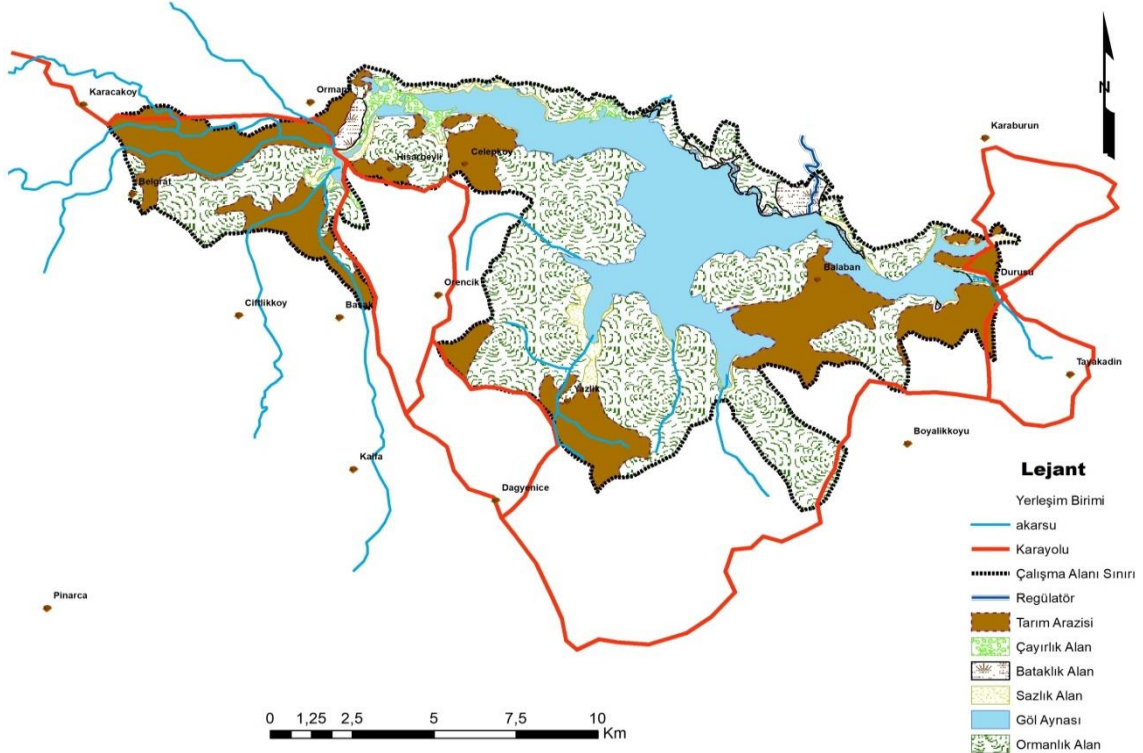 Karacakoy
Ormanli
N
Karaburun
Hisarbeyli
Celepkoy
Belgrat
Balaban
Durusu
Orencik
Ciftlikkoy
Basak
Tayakadin
Yazlik
Boyalikkoyu
Kalfa
Dagyenice
Pinarca
Lejant
Yerleşim Birimi
akarsu
Karayolu
Çalışma Alanı Sınırı
Regülatör
Tarım Arazisi
Çayırlık Alan
Bataklık Alan
Sazlık Alan
Göl Aynası
Ormanlık Alan
0 1,25 2,5 5 7,5 10
Km